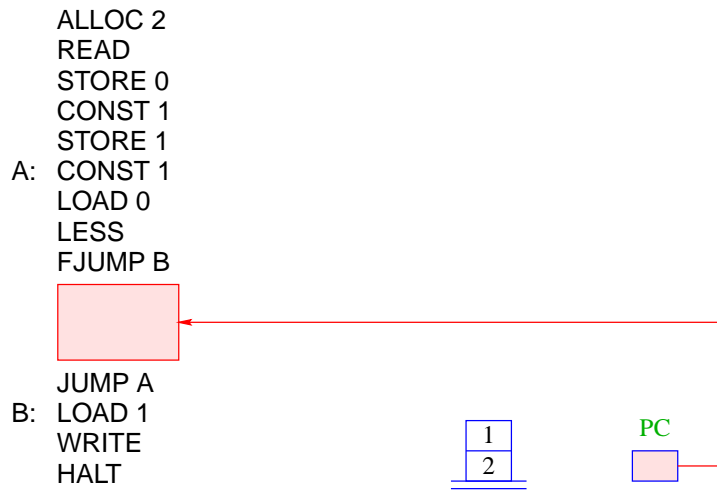 ALLOC 2
READ
STORE 0
CONST 1
STORE 1
A: CONST 1
LOAD 0
LESS
FJUMP B
JUMP A
B: LOAD 1
WRITE
HALT
1
2
PC